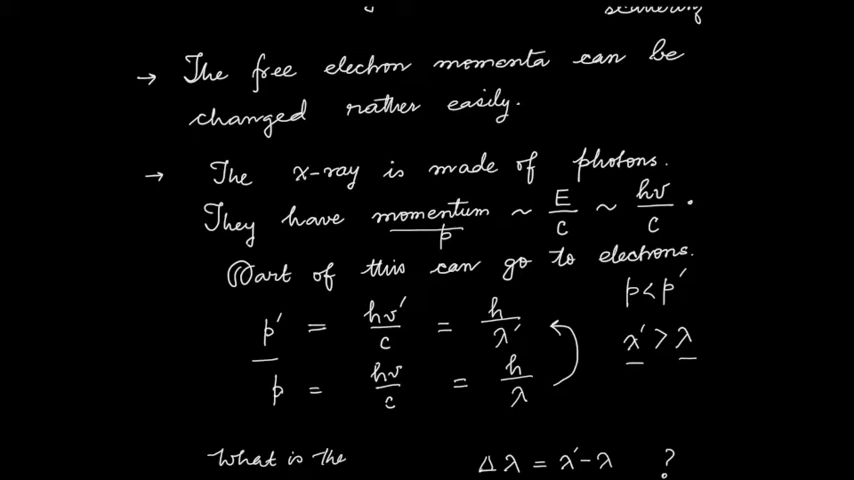 scattering
→ The free electron momenta can be
changed rather easily.
→ The x-ray is made of photons.
They have momentum ~ E/c ~ hν/c .
p
Part of this can go to electrons.
p < p'
p' = hν'/c = h/λ'
λ' > λ
p = hν/c = h/λ
What is the Δλ = λ' - λ ?